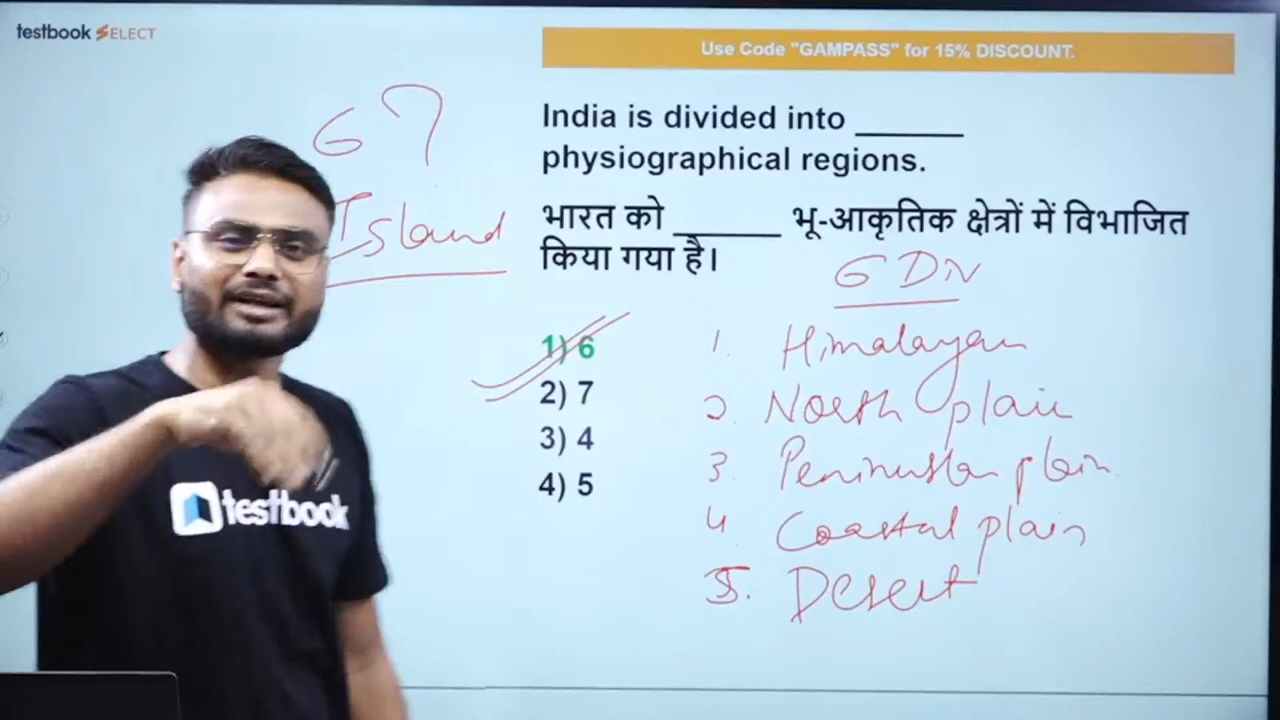 testbook SELECT
Use Code "GAMPASS" for 15% DISCOUNT.
6 7
Island
India is divided into ______
physiographical regions.
भारत को ______ भू-आकृतिक क्षेत्रों में विभाजित
किया गया है।
6 DIV
1) 6
2) 7
3) 4
4) 5
1. Himalayan
2. North plain
3. Peninsular plain
4. Coastal plain
5. Desert
testbook